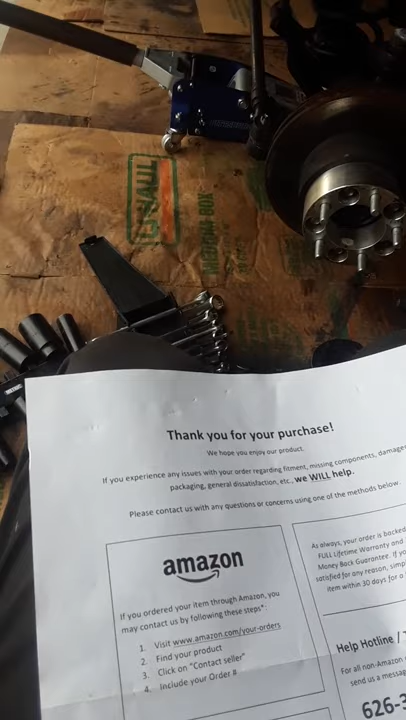 U-HAUL
MEDIUM BOX
Thank you for your purchase!
We hope you enjoy our product.
If you experience any issues with your order regarding fitment, missing components, damaged
packaging, general dissatisfaction, etc., we WILL help.
Please contact us with any questions or concerns using one of the methods below.
amazon
If you ordered your item through Amazon, you
may contact us by following these steps*:
1. Visit www.amazon.com/your-orders
2. Find your product
3. Click on "Contact seller"
4. Include your Order #
As always, your order is backed
FULL Lifetime Warranty and
Money Back Guarantee. If yo
satisfied for any reason, simpl
item within 30 days for a
Help Hotline / T
For all non-Amazon
send us a messag
626-3